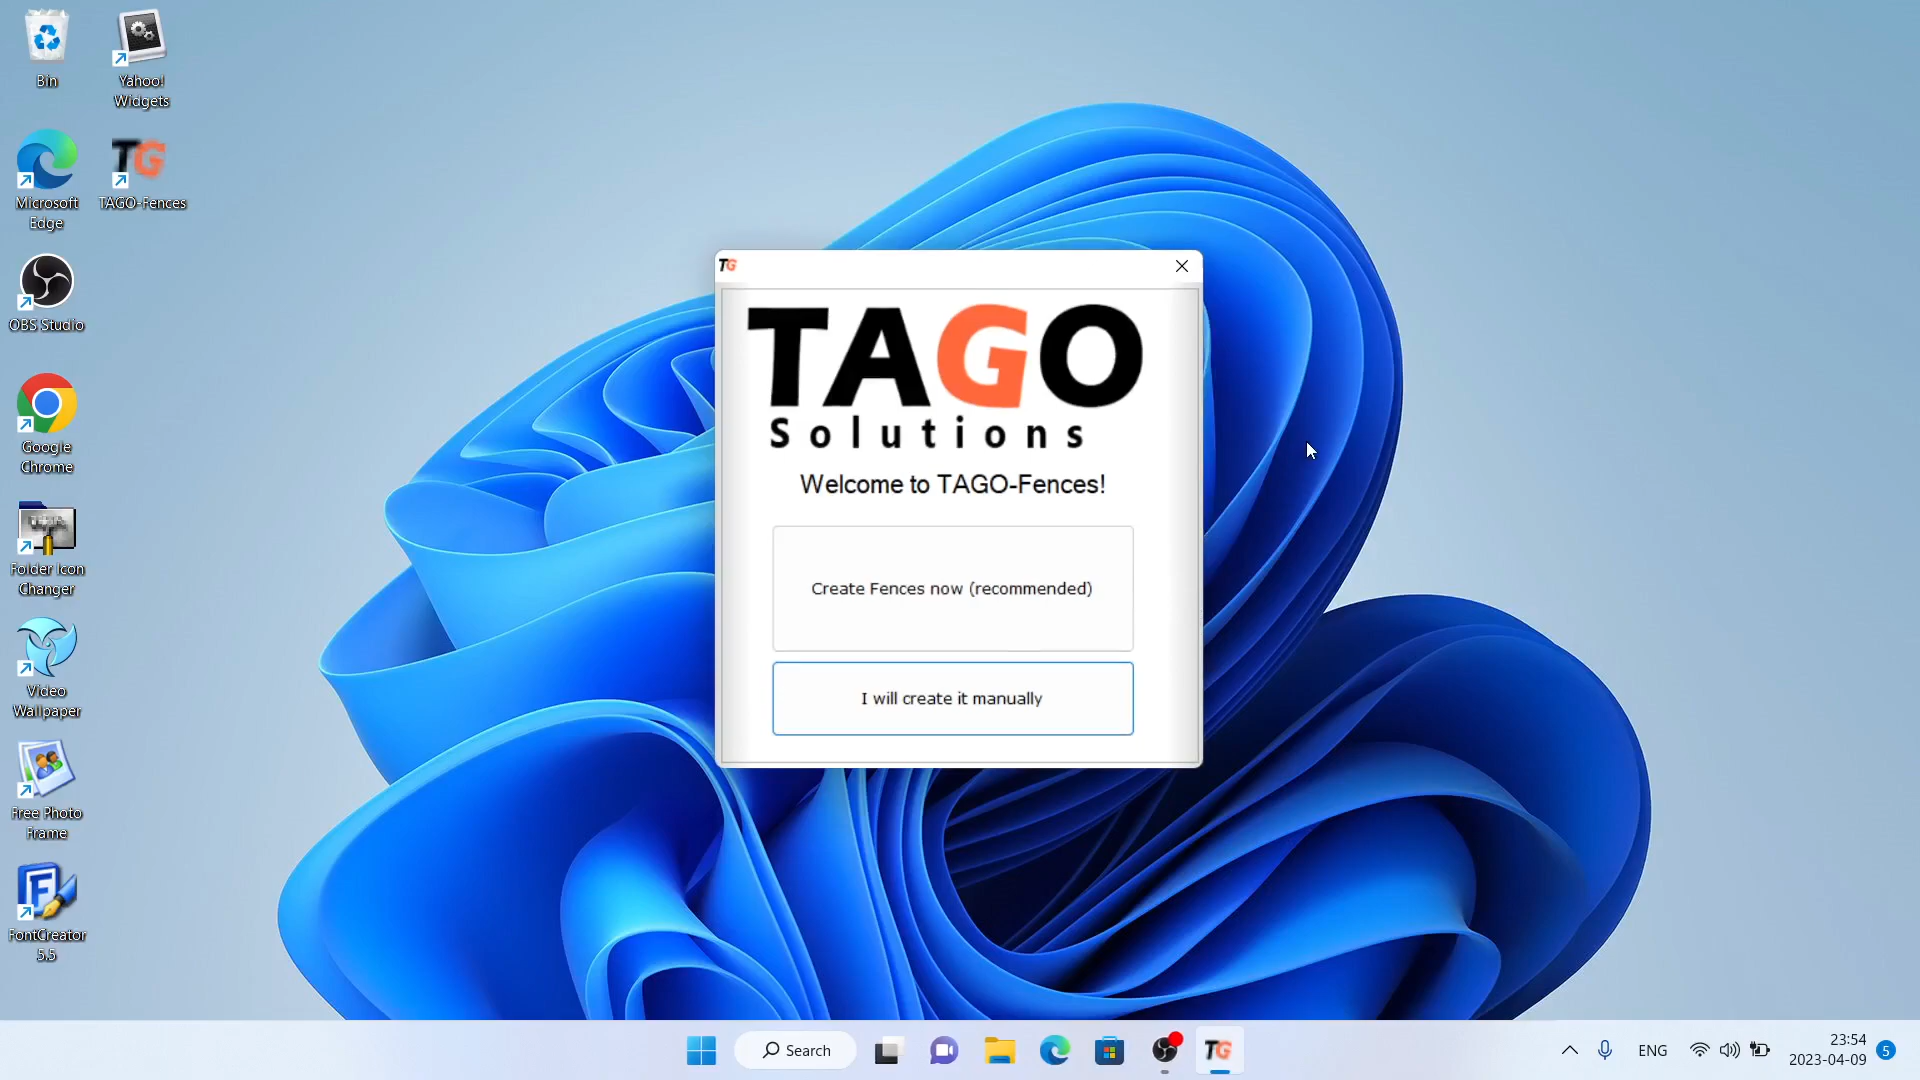 Bin
Yahoo!
Widgets
Microsoft
Edge
TG
TAGO-Fences
OBS Studio
Google
Chrome
Folder Icon
Changer
Video
Wallpaper
Free Photo
Frame
FontCreator
5.5
TG
TAGO
Solutions
Welcome to TAGO-Fences!
Create Fences now (recommended)
I will create it manually
Search
TG
ENG
23:54
2023-04-09
5